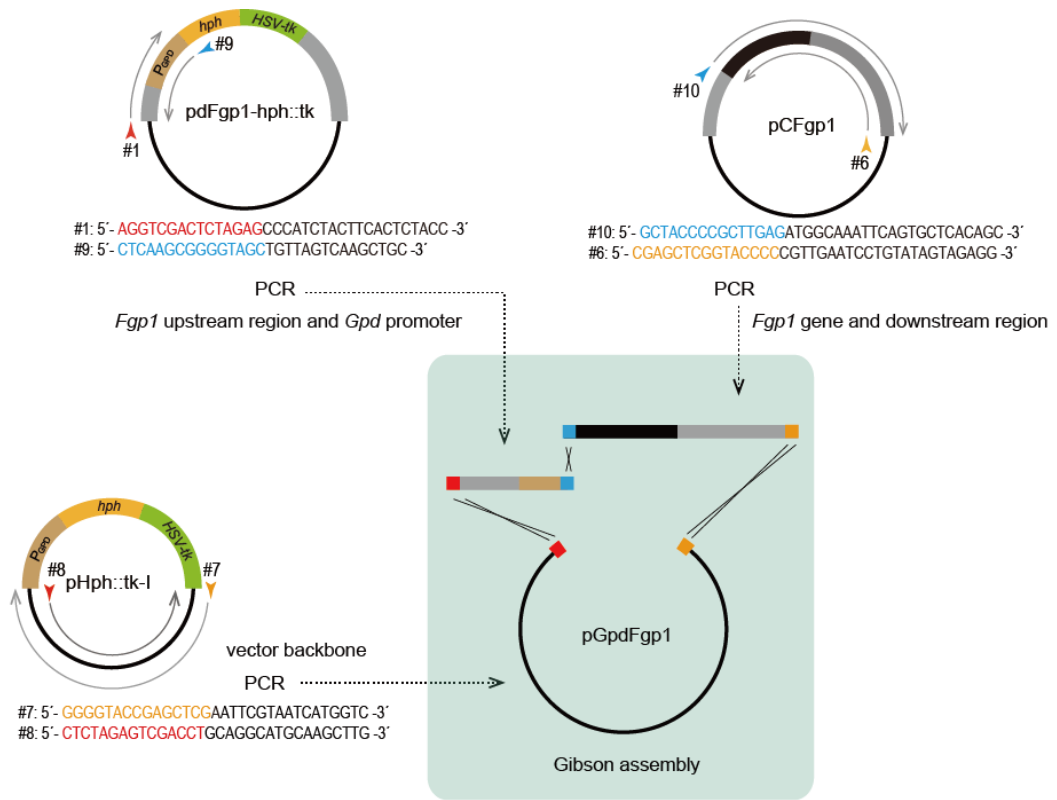 hph
HSV-tk
P_GPD
#9
pdFgp1-hph::tk
#1
#1: 5´- AGGTCGACTCTAGAGCCCATCTACTTCACTCTACC -3´
#9: 5´- CTCAAGCGGGGTAGCTGTTAGTCAAGCTGC -3´
PCR
Fgp1 upstream region and Gpd promoter
#10
pCFgp1
#6
#10: 5´- GCTACCCCGCTTGAGATGGCAAATTCAGTGCTCACAGC -3´
#6: 5´- CGAGCTCGGTACCCCCGTTGAATCCTGTATAGTAGAGG -3´
PCR
Fgp1 gene and downstream region
hph
P_GPD
HSV-tk
#8
#7
pHph::tk-I
vector backbone
PCR
#7: 5´- GGGGTACCGAGCTCGAATTCGTAATCATGGTC -3´
#8: 5´- CTCTAGAGTCGACCTGCAGGCATGCAAGCTTG -3´
pGpdFgp1
Gibson assembly